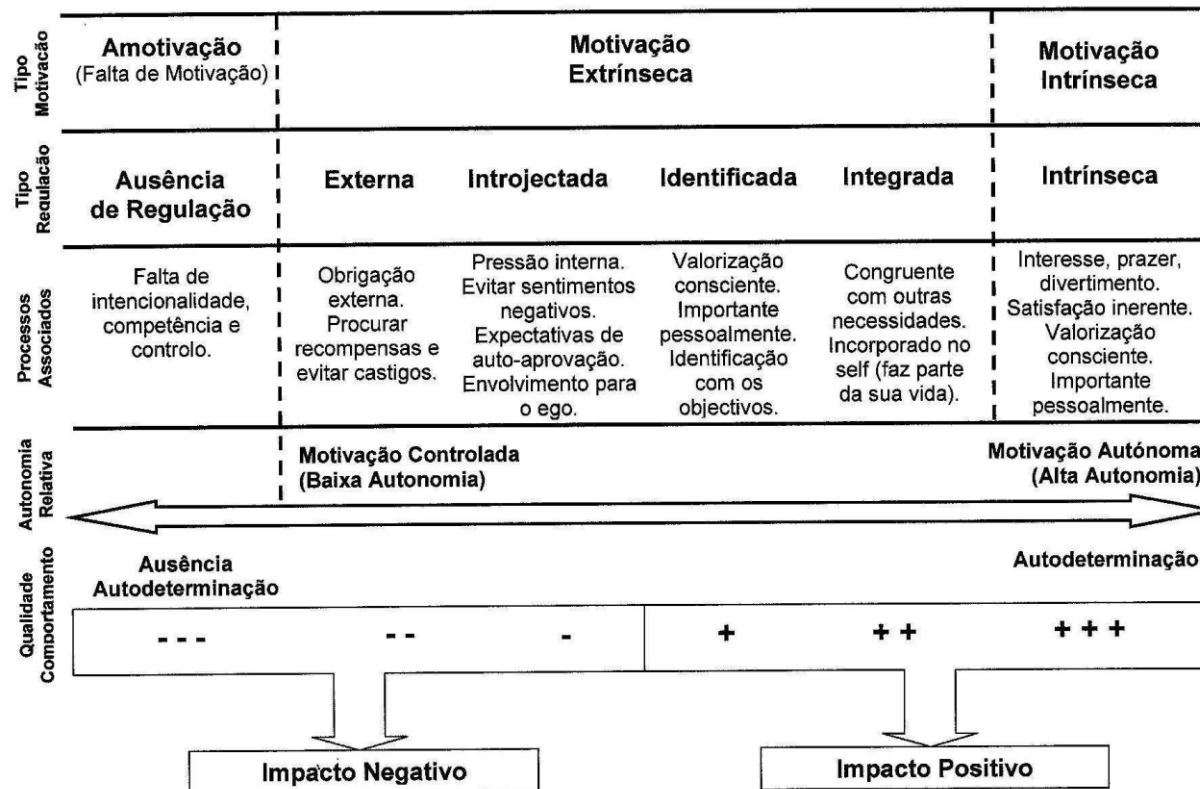 Tipo
Motivação
Amotivação
(Falta de Motivação)
Motivação
Extrínseca
Motivação
Intrínseca
Tipo
Regulação
Ausência
de Regulação
Externa
Introjectada
Identificada
Integrada
Intrínseca
Processos
Associados
Falta de
intencionalidade,
competência e
controlo.
Obrigação
externa.
Procurar
recompensas e
evitar castigos.
Pressão interna.
Evitar sentimentos
negativos.
Expectativas de
auto-aprovação.
Envolvimento para
o ego.
Valorização
consciente.
Importante
pessoalmente.
Identificação
com os
objectivos.
Congruente
com outras
necessidades.
Incorporado no
self (faz parte
da sua vida).
Interesse, prazer,
divertimento.
Satisfação inerente.
Valorização
consciente.
Importante
pessoalmente.
Autonomia
Relativa
Motivação Controlada
(Baixa Autonomia)
Motivação Autónoma
(Alta Autonomia)
Qualidade
Comportamento
Ausência
Autodeterminação
Autodeterminação
- - -
- -
-
+
+ +
+ + +
Impacto Negativo
Impacto Positivo